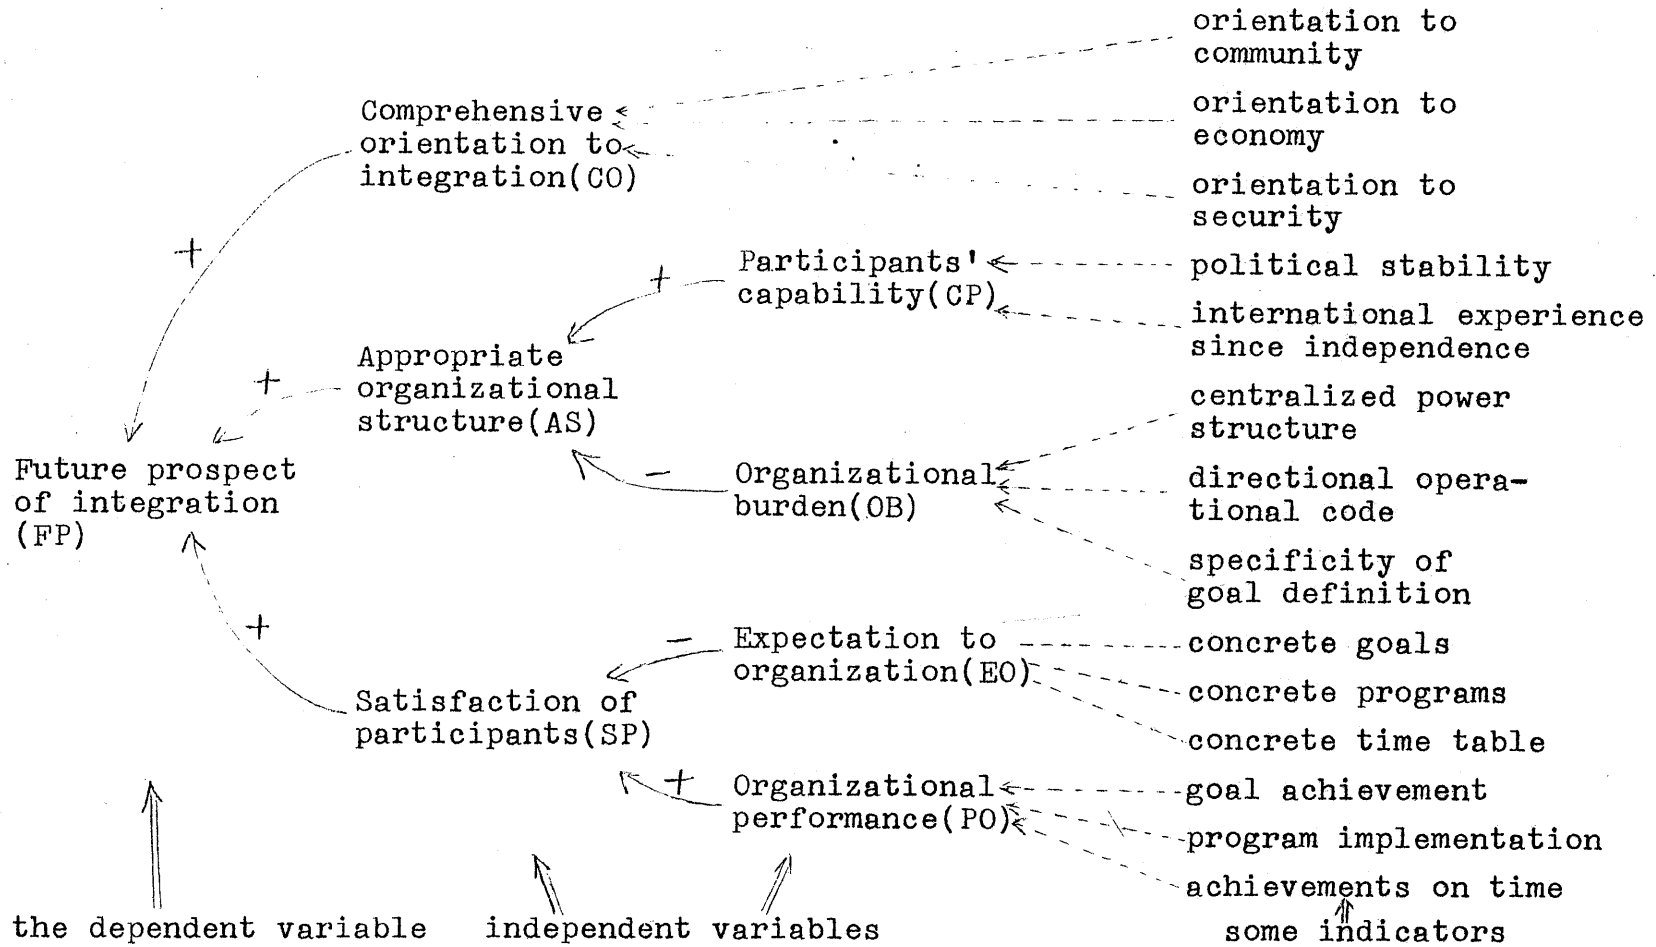 orientation to
community
Comprehensive
orientation to
integration(CO)
orientation to
economy
orientation to
security
+
Participants'
capability(CP)
political stability
international experience
since independence
+
Appropriate
organizational
structure(AS)
+
centralized power
structure
Future prospect
of integration
(FP)
-
Organizational
burden(OB)
directional opera-
tional code
specificity of
goal definition
+
-
Expectation to
organization(EO)
concrete goals
concrete programs
concrete time table
Satisfaction of
participants(SP)
+
Organizational
performance(PO)
goal achievement
program implementation
achievements on time
the dependent variable
independent variables
some indicators